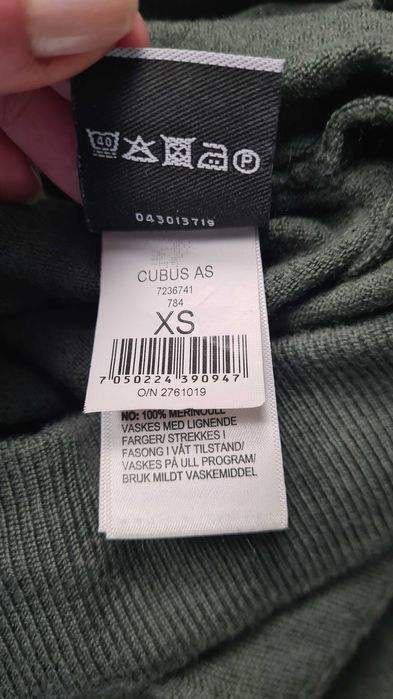 40
P
043013719
CUBUS AS
7236741
784
XS
7 050224 390947
O/N 2761019
NO: 100% MERINOULL
VASKES MED LIGNENDE
FARGER/ STREKKES I
FASONG I VÅT TILSTAND/
VASKES PÅ ULL PROGRAM/
BRUK MILDT VASKEMIDDEL